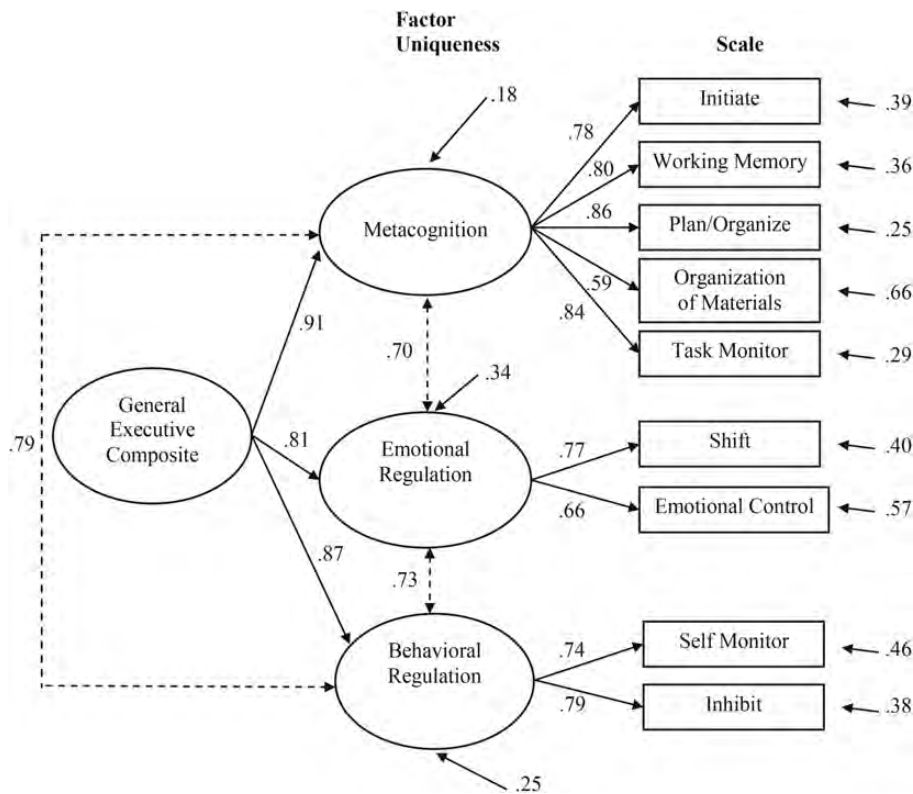 Factor
Uniqueness
Scale
.18
Initiate
.39
.78
Working Memory
.36
.80
Metacognition
.86
Plan/Organize
.25
.59
Organization
of Materials
.66
.84
.91
Task Monitor
.29
.70
.34
General
Executive
Composite
.79
.81
Emotional
Regulation
.77
Shift
.40
.66
Emotional Control
.57
.87
.73
Behavioral
Regulation
.74
Self Monitor
.46
.79
Inhibit
.38
.25